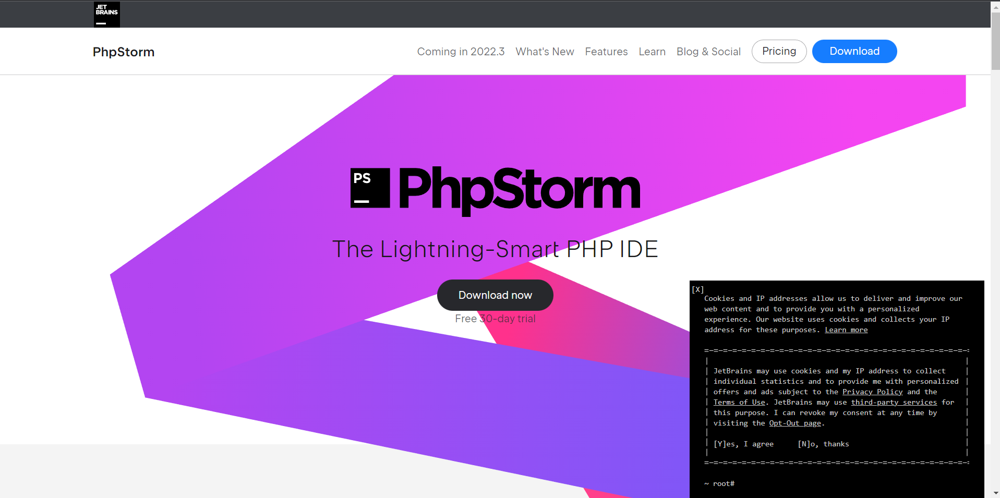 JET
BRAINS
PhpStorm
Coming in 2022.3 What's New Features Learn Blog & Social Pricing Download
PS
PhpStorm
The Lightning-Smart PHP IDE
Download now
Free 30-day trial
[X]
Cookies and IP addresses allow us to deliver and improve our
web content and to provide you with a personalized
experience. Our website uses cookies and collects your IP
address for these purposes. Learn more
JetBrains may use cookies and my IP address to collect
individual statistics and to provide me with personalized
offers and ads subject to the Privacy Policy and the
Terms of Use. JetBrains may use third-party services for
this purpose. I can revoke my consent at any time by
visiting the Opt-Out page.
[Y]es, I agree [N]o, thanks
~ root#